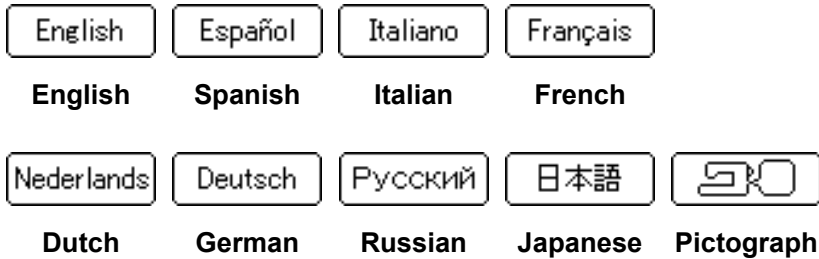 English Español Italiano Français
English Spanish Italian French
Nederlands Deutsch Русский 日本語
Dutch German Russian Japanese Pictograph